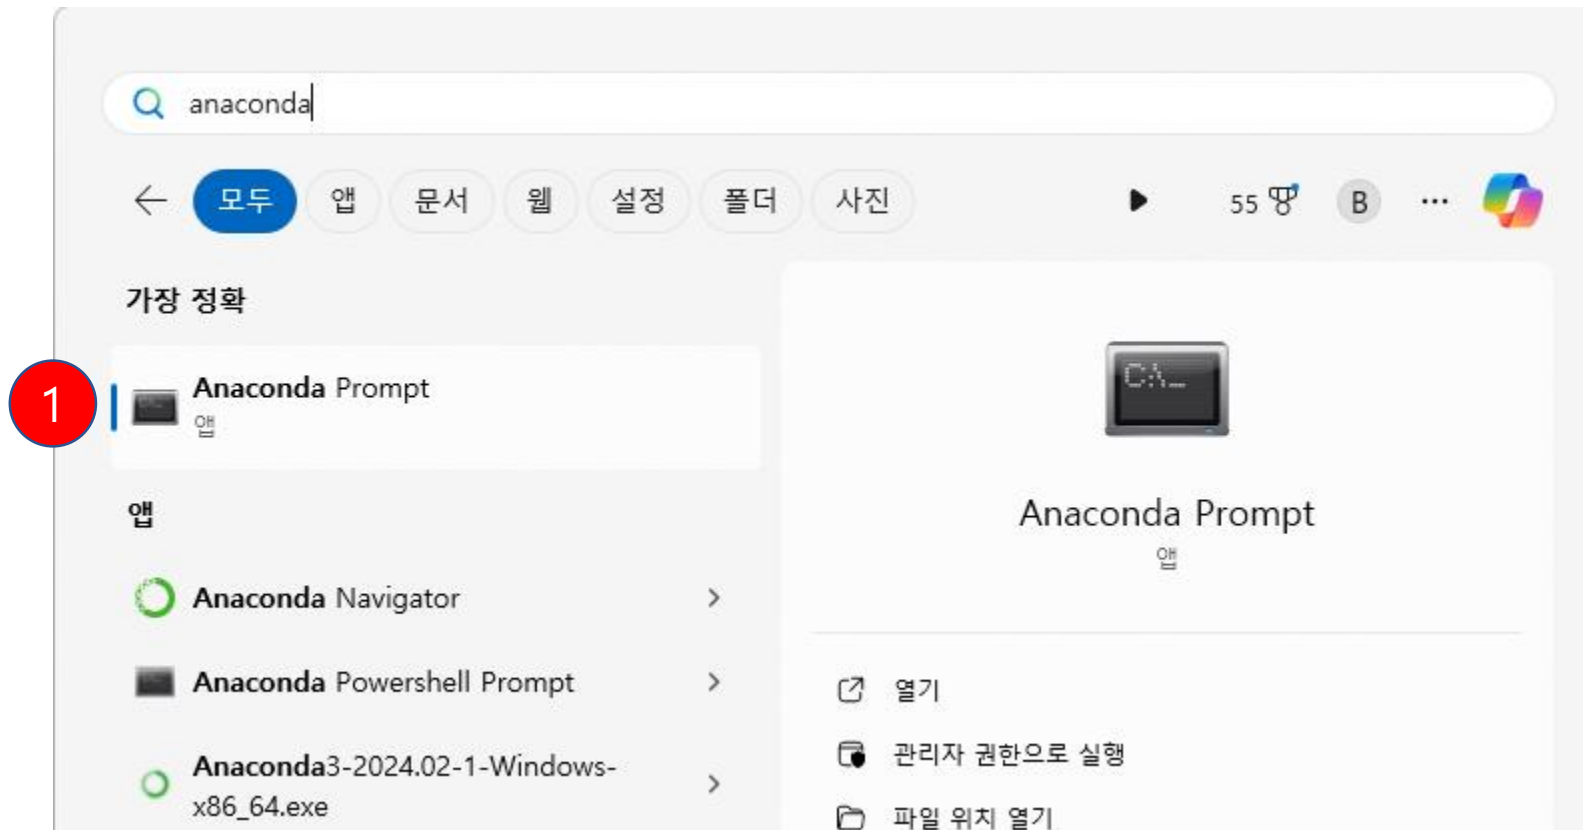 anaconda
모두 앱 문서 웹 설정 폴더 사진 55 B ...
가장 정확
1
Anaconda Prompt
앱
앱
Anaconda Navigator
Anaconda Powershell Prompt
Anaconda3-2024.02-1-Windows-
x86_64.exe
C:\_
Anaconda Prompt
앱
열기
관리자 권한으로 실행
파일 위치 열기